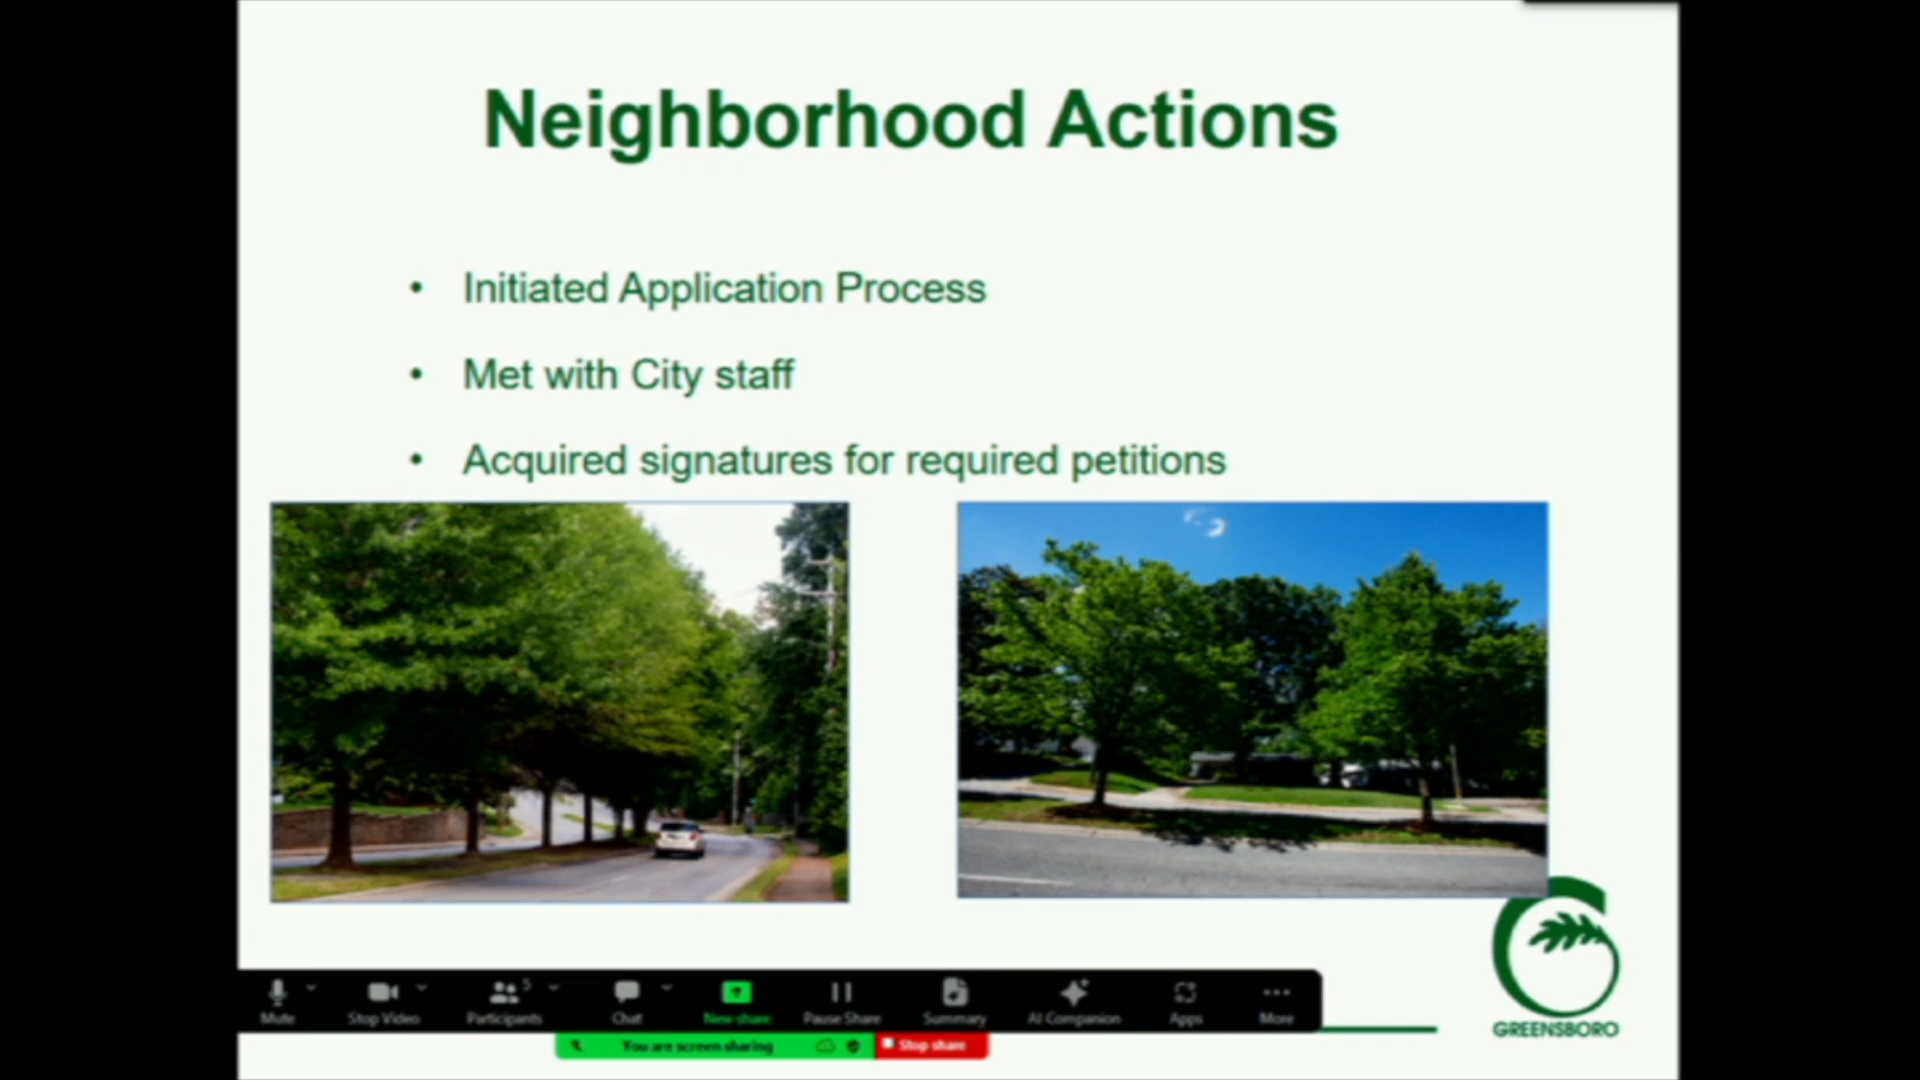 Neighborhood Actions
• Initiated Application Process
• Met with City staff
• Acquired signatures for required petitions
GREENSBORO
5
Mute Stop Video Participants Chat New share Pause Share Summary AI Companion Apps More
You are screen sharing Stop share